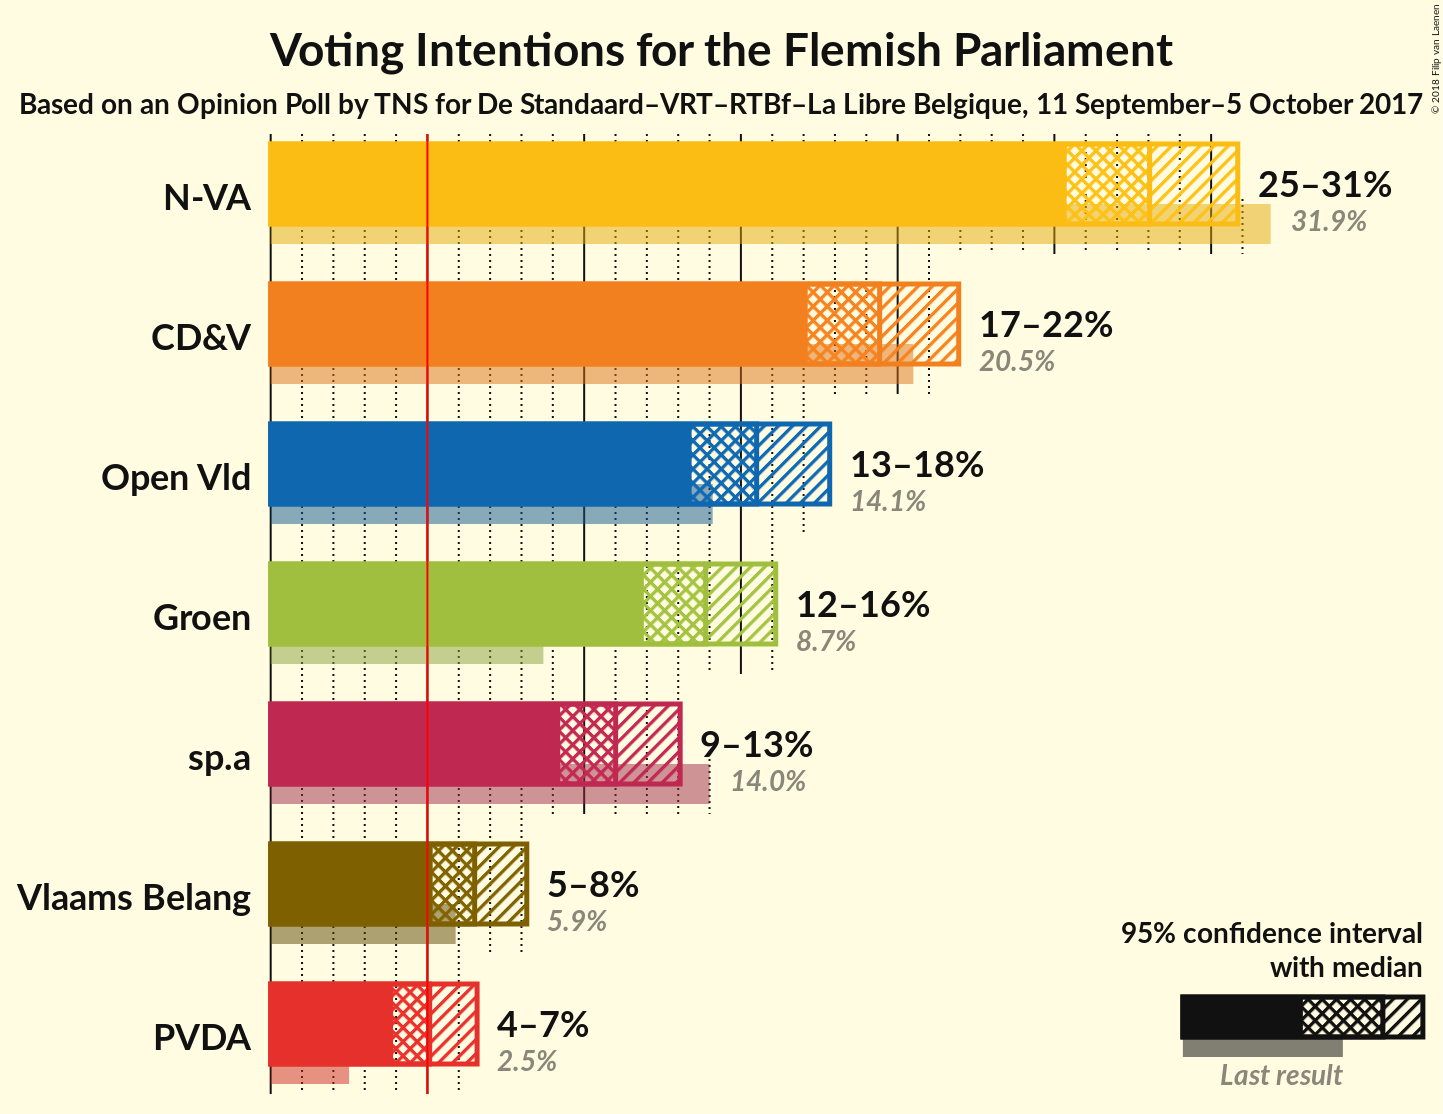 Voting Intentions for the Flemish Parliament
Based on an Opinion Poll by TNS for De Standaard–VRT–RTBf–La Libre Belgique, 11 September–5 October 2017
© 2018 Filip van Laenen
N-VA
25–31%
31.9%
CD&V
17–22%
20.5%
Open Vld
13–18%
14.1%
Groen
12–16%
8.7%
sp.a
9–13%
14.0%
Vlaams Belang
5–8%
5.9%
PVDA
4–7%
2.5%
95% confidence interval
with median
Last result